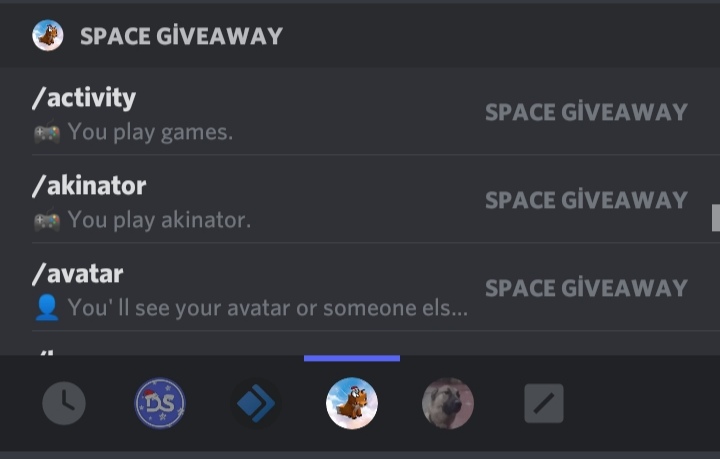 SPACE GİVEAWAY
/activity
🎮 You play games.
SPACE GİVEAWAY
/akinator
🎮 You play akinator.
SPACE GİVEAWAY
/avatar
👤 You' ll see your avatar or someone els...
SPACE GİVEAWAY
DS